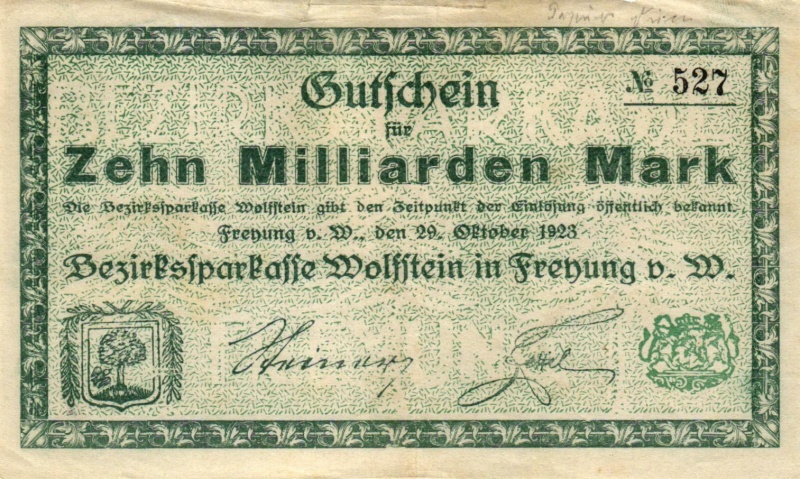 Gutschein
№ 527
für
Zehn Milliarden Mark
Die Bezirkssparkasse Wolfstein gibt den Zeitpunkt der Einlösung öffentlich bekannt.
Freyung v. W., den 29. Oktober 1923
Bezirkssparkasse Wolfstein in Freyung v. W.
Steiner